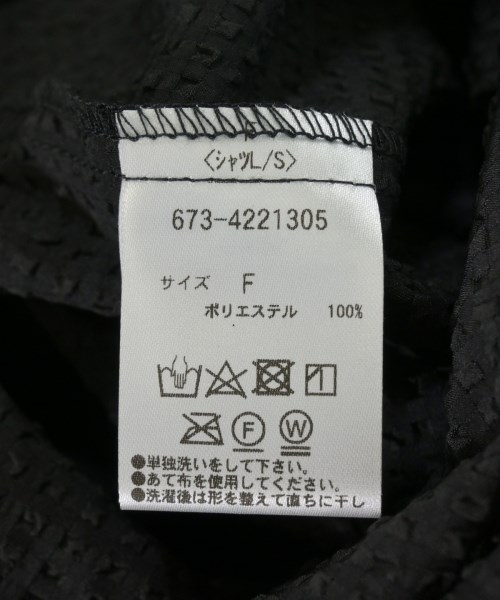 〈シャツL/S〉
673-4221305
サイズ F
ポリエステル 100%
F W
●単独洗いをして下さい。
●あて布を使用してください。
●洗濯後は形を整えて直ちに干し